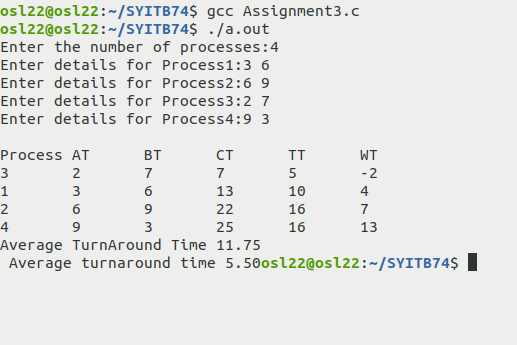 osl22@osl22:~/SYITB74$ gcc Assignment3.c
osl22@osl22:~/SYITB74$ ./a.out
Enter the number of processes:4
Enter details for Process1:3 6
Enter details for Process2:6 9
Enter details for Process3:2 7
Enter details for Process4:9 3
Process AT BT CT TT WT
3 2 7 7 5 -2
1 3 6 13 10 4
2 6 9 22 16 7
4 9 3 25 16 13
Average TurnAround Time 11.75
Average turnaround time 5.50osl22@osl22:~/SYITB74$